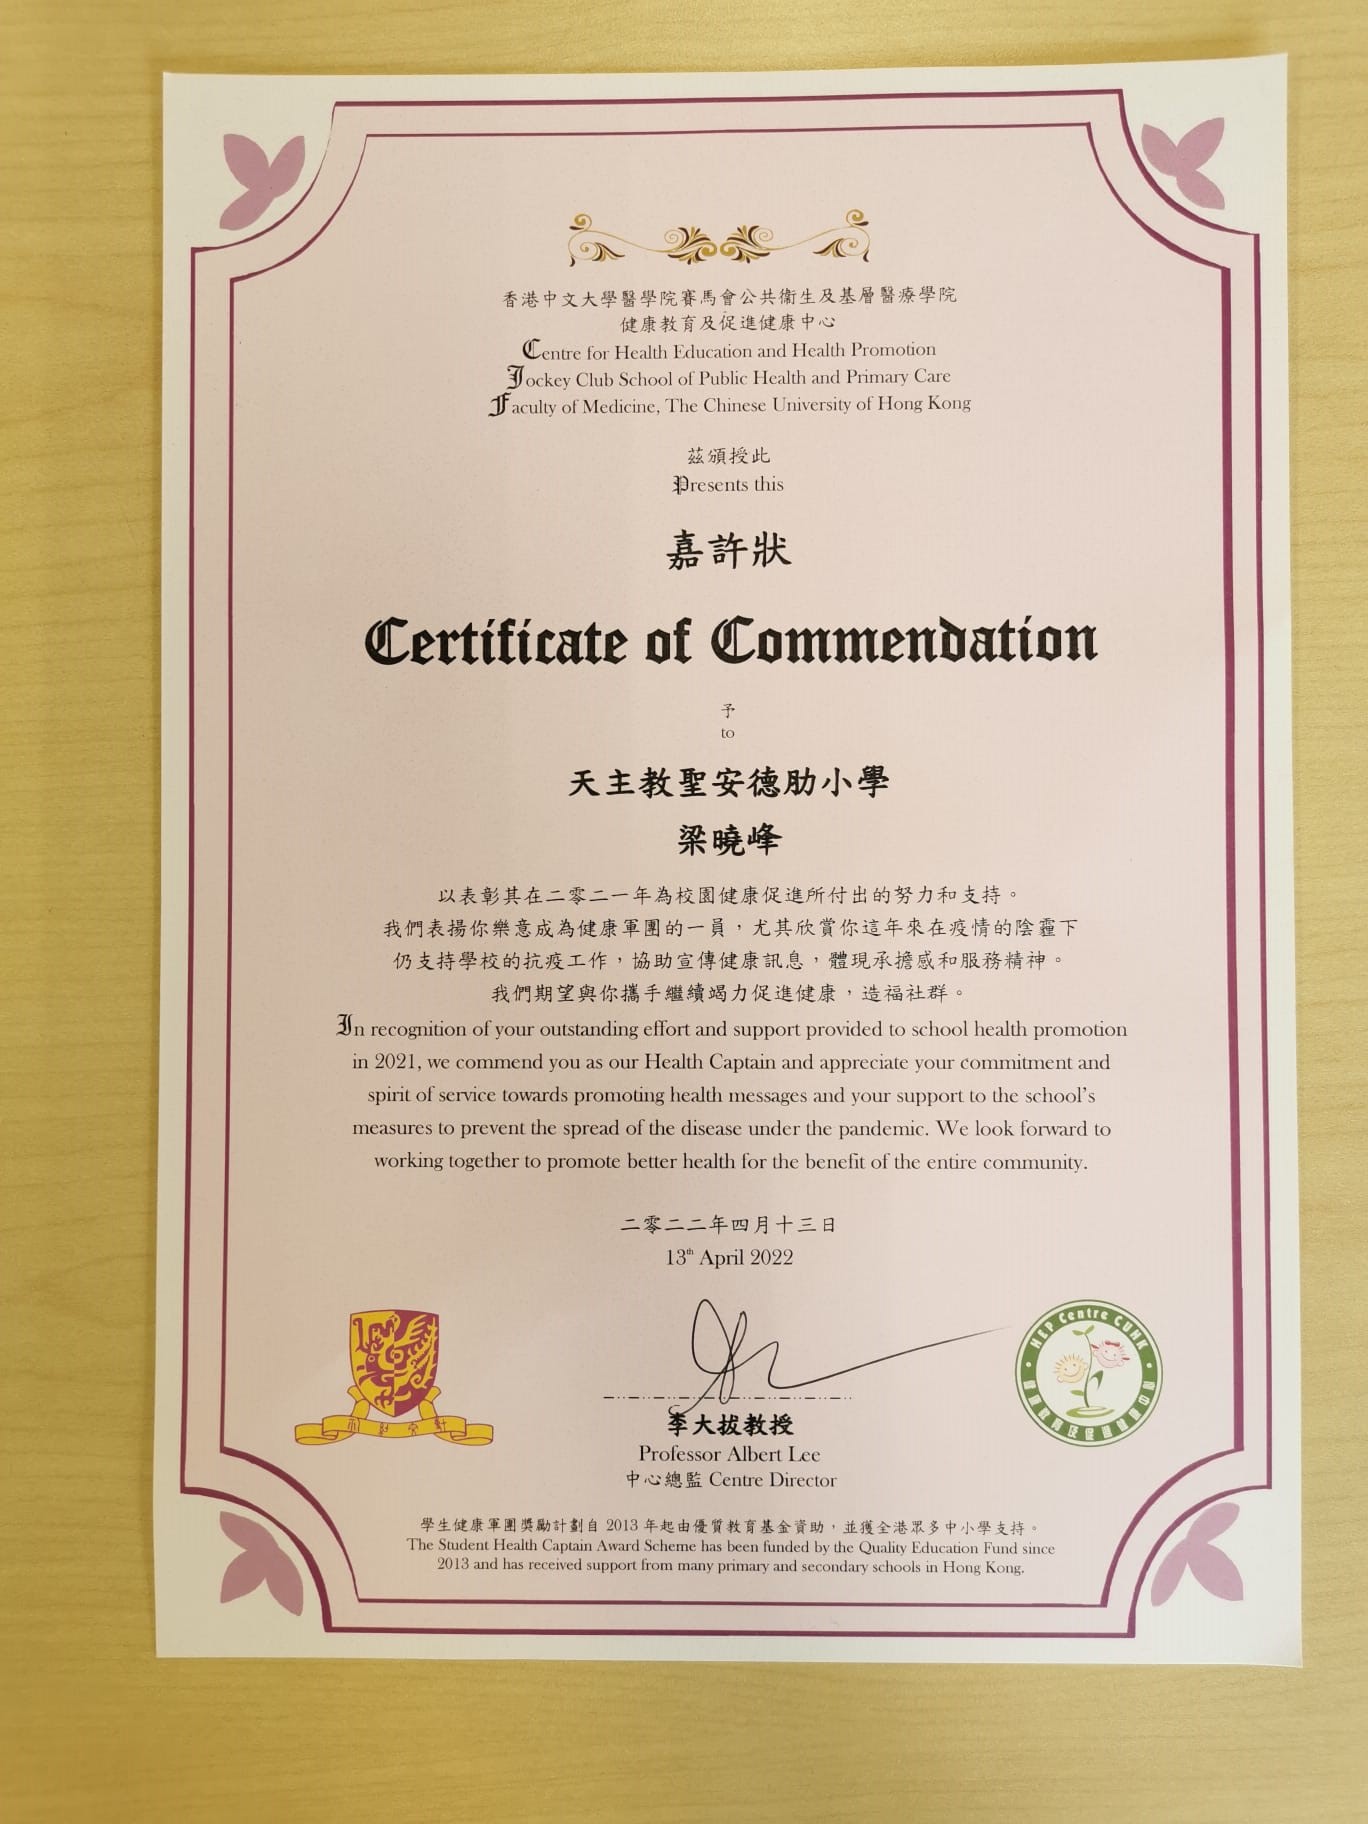 香港中文大學醫學院賽馬會公共衞生及基層醫療學院
健康教育及促進健康中心
Centre for Health Education and Health Promotion
Jockey Club School of Public Health and Primary Care
Faculty of Medicine, The Chinese University of Hong Kong
茲頒授此
Presents this
嘉許狀
Certificate of Commendation
予
to
天主教聖安德肋小學
梁曉峰
以表彰其在二零二一年為校園健康促進所付出的努力和支持。
我們表揚你樂意成為健康軍團的一員，尤其欣賞你這年來在疫情的陰霾下
仍支持學校的抗疫工作，協助宣傳健康訊息，體現承擔感和服務精神。
我們期望與你攜手繼續竭力促進健康，造福社群。
In recognition of your outstanding effort and support provided to school health promotion
in 2021, we commend you as our Health Captain and appreciate your commitment and
spirit of service towards promoting health messages and your support to the school's
measures to prevent the spread of the disease under the pandemic. We look forward to
working together to promote better health for the benefit of the entire community.
二零二二年四月十三日
13th April 2022
HEP Centre CUHK
健康教育及促進健康中心
李大拔教授
Professor Albert Lee
中心總監 Centre Director
學生健康軍團獎勵計劃自 2013 年起由優質教育基金資助，並獲全港眾多中小學支持。
The Student Health Captain Award Scheme has been funded by the Quality Education Fund since
2013 and has received support from many primary and secondary schools in Hong Kong.